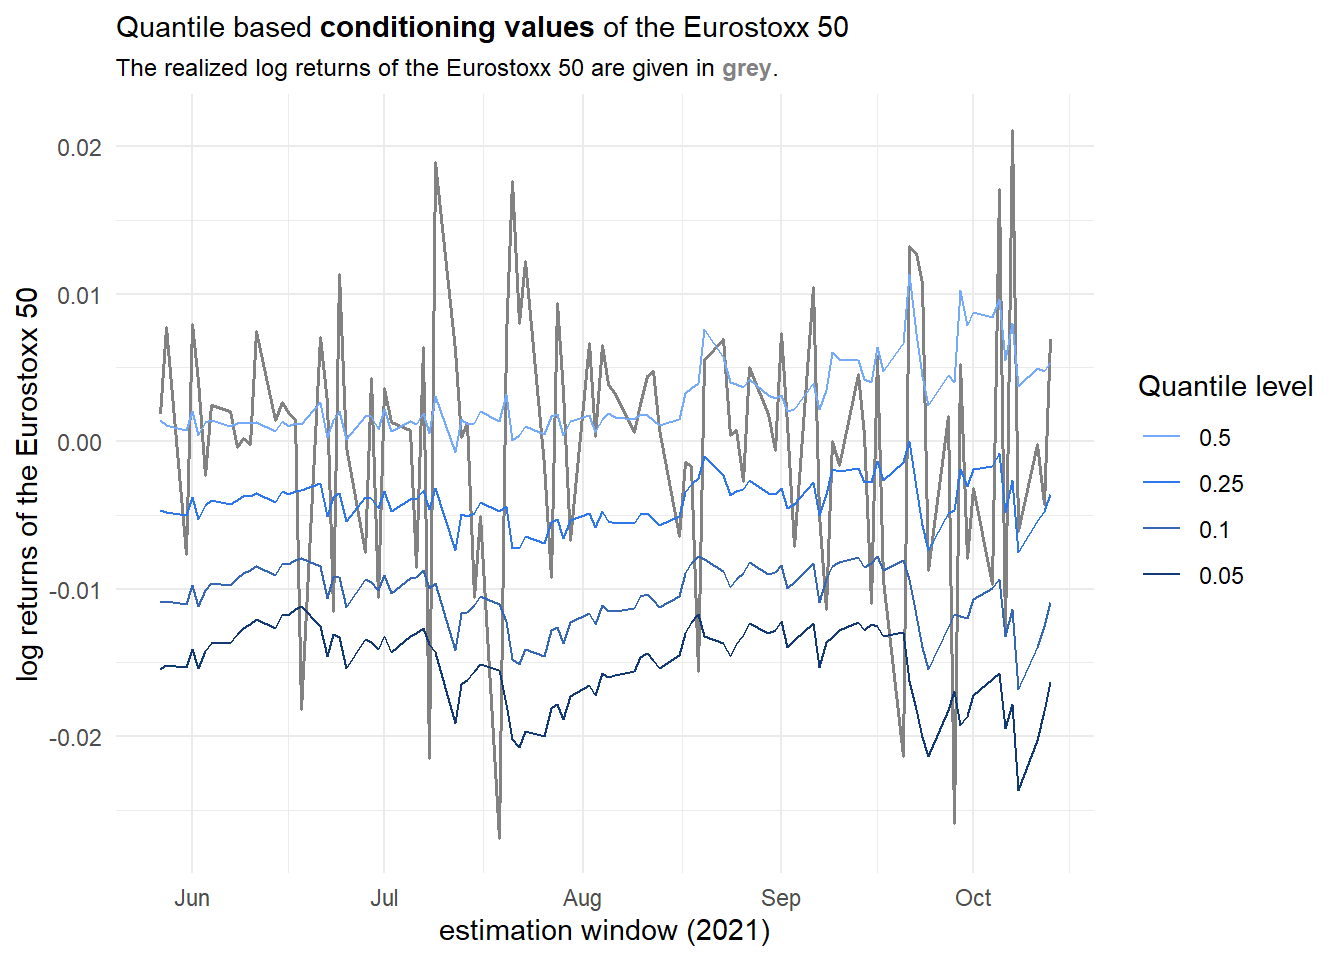 Quantile based conditioning values of the Eurostoxx 50
The realized log returns of the Eurostoxx 50 are given in grey.
log returns of the Eurostoxx 50
0.02
0.01
0.00
-0.01
-0.02
Jun Jul Aug Sep Oct
estimation window (2021)
Quantile level
0.5
0.25
0.1
0.05